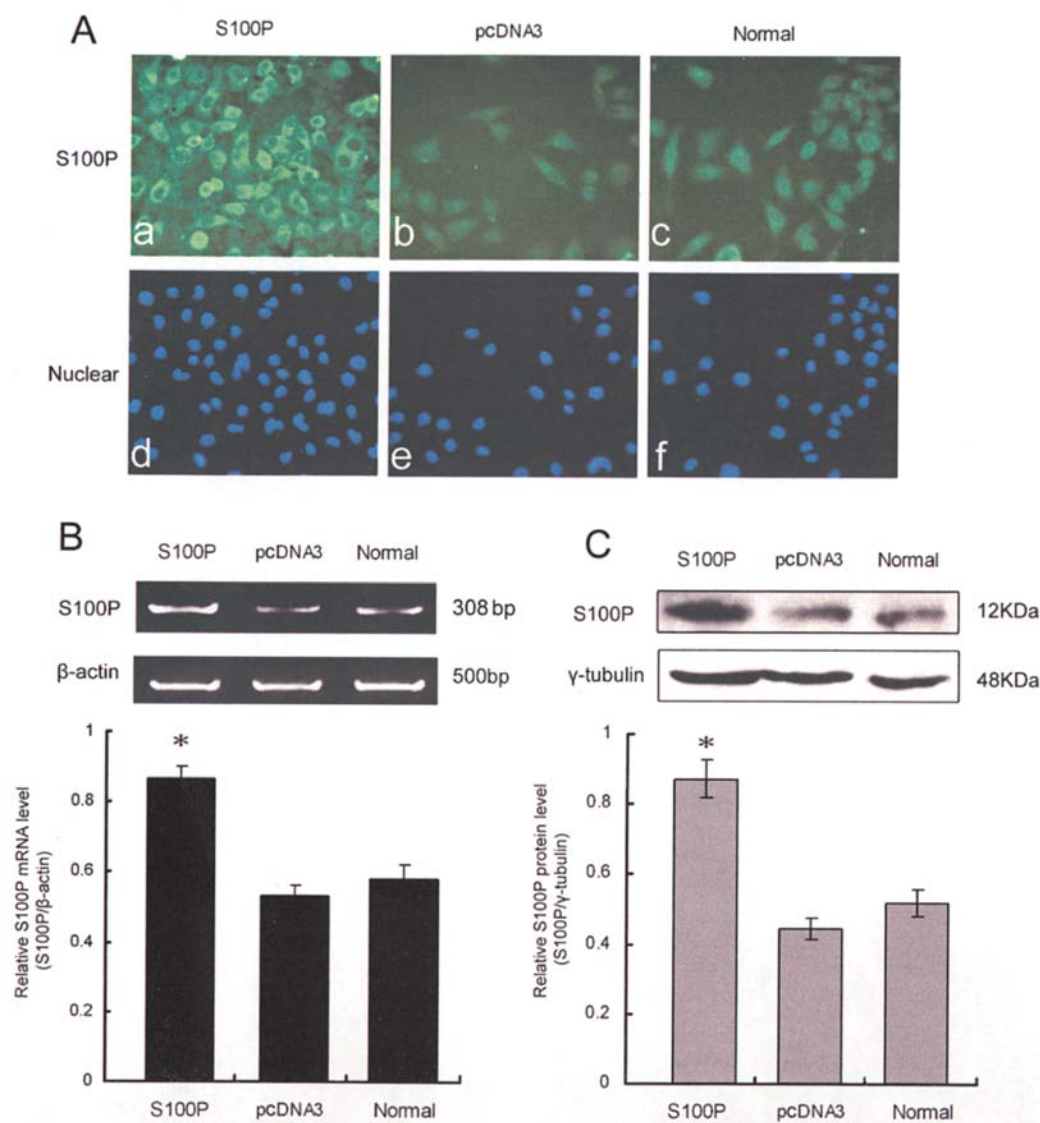 A
S100P pcDNA3 Normal
S100P
a b c
Nuclear
d e f
B
S100P pcDNA3 Normal
S100P 308 bp
β-actin 500bp
Relative S100P mRNA level
(S100P/β-actin)
1
*
0.8
0.6
0.4
0.2
0
S100P pcDNA3 Normal
C
S100P pcDNA3 Normal
S100P 12KDa
γ-tubulin 48KDa
Relative S100P protein level
(S100P/γ-tubulin)
1
*
0.8
0.6
0.4
0.2
0
S100P pcDNA3 Normal